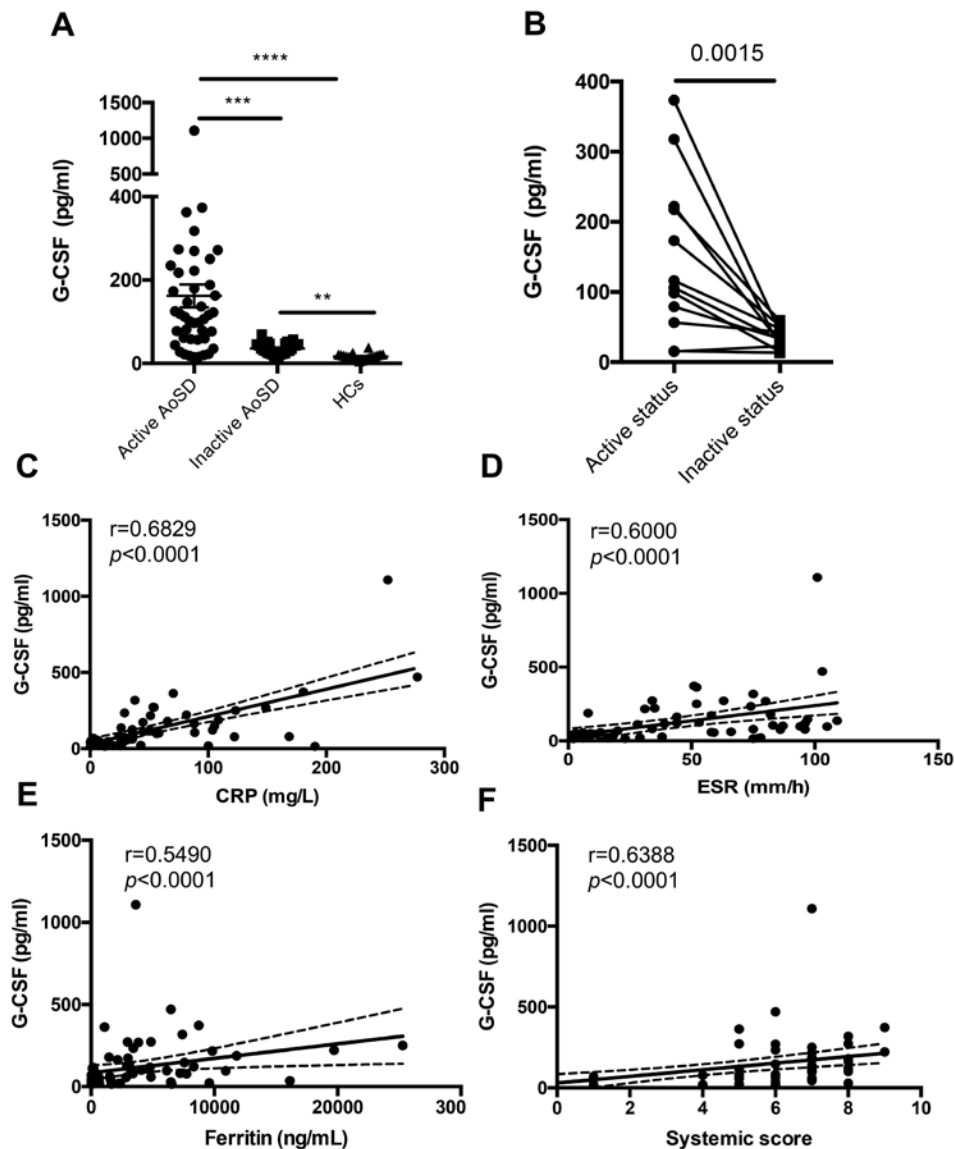 A
****
***
**
1500
1000
500
400
200
0
G-CSF (pg/ml)
Active AoSD
Inactive AoSD
HCs
B
0.0015
400
300
200
100
0
G-CSF (pg/ml)
Active status
Inactive status
C
r=0.6829
p<0.0001
1500
1000
500
0
G-CSF (pg/ml)
0 100 200 300
CRP (mg/L)
D
r=0.6000
p<0.0001
1500
1000
500
0
G-CSF (pg/ml)
0 50 100 150
ESR (mm/h)
E
r=0.5490
p<0.0001
1500
1000
500
0
G-CSF (pg/ml)
0 10000 20000
Ferritin (ng/mL)
F
r=0.6388
p<0.0001
1500
1000
500
0
G-CSF (pg/ml)
0 2 4 6 8 10
Systemic score